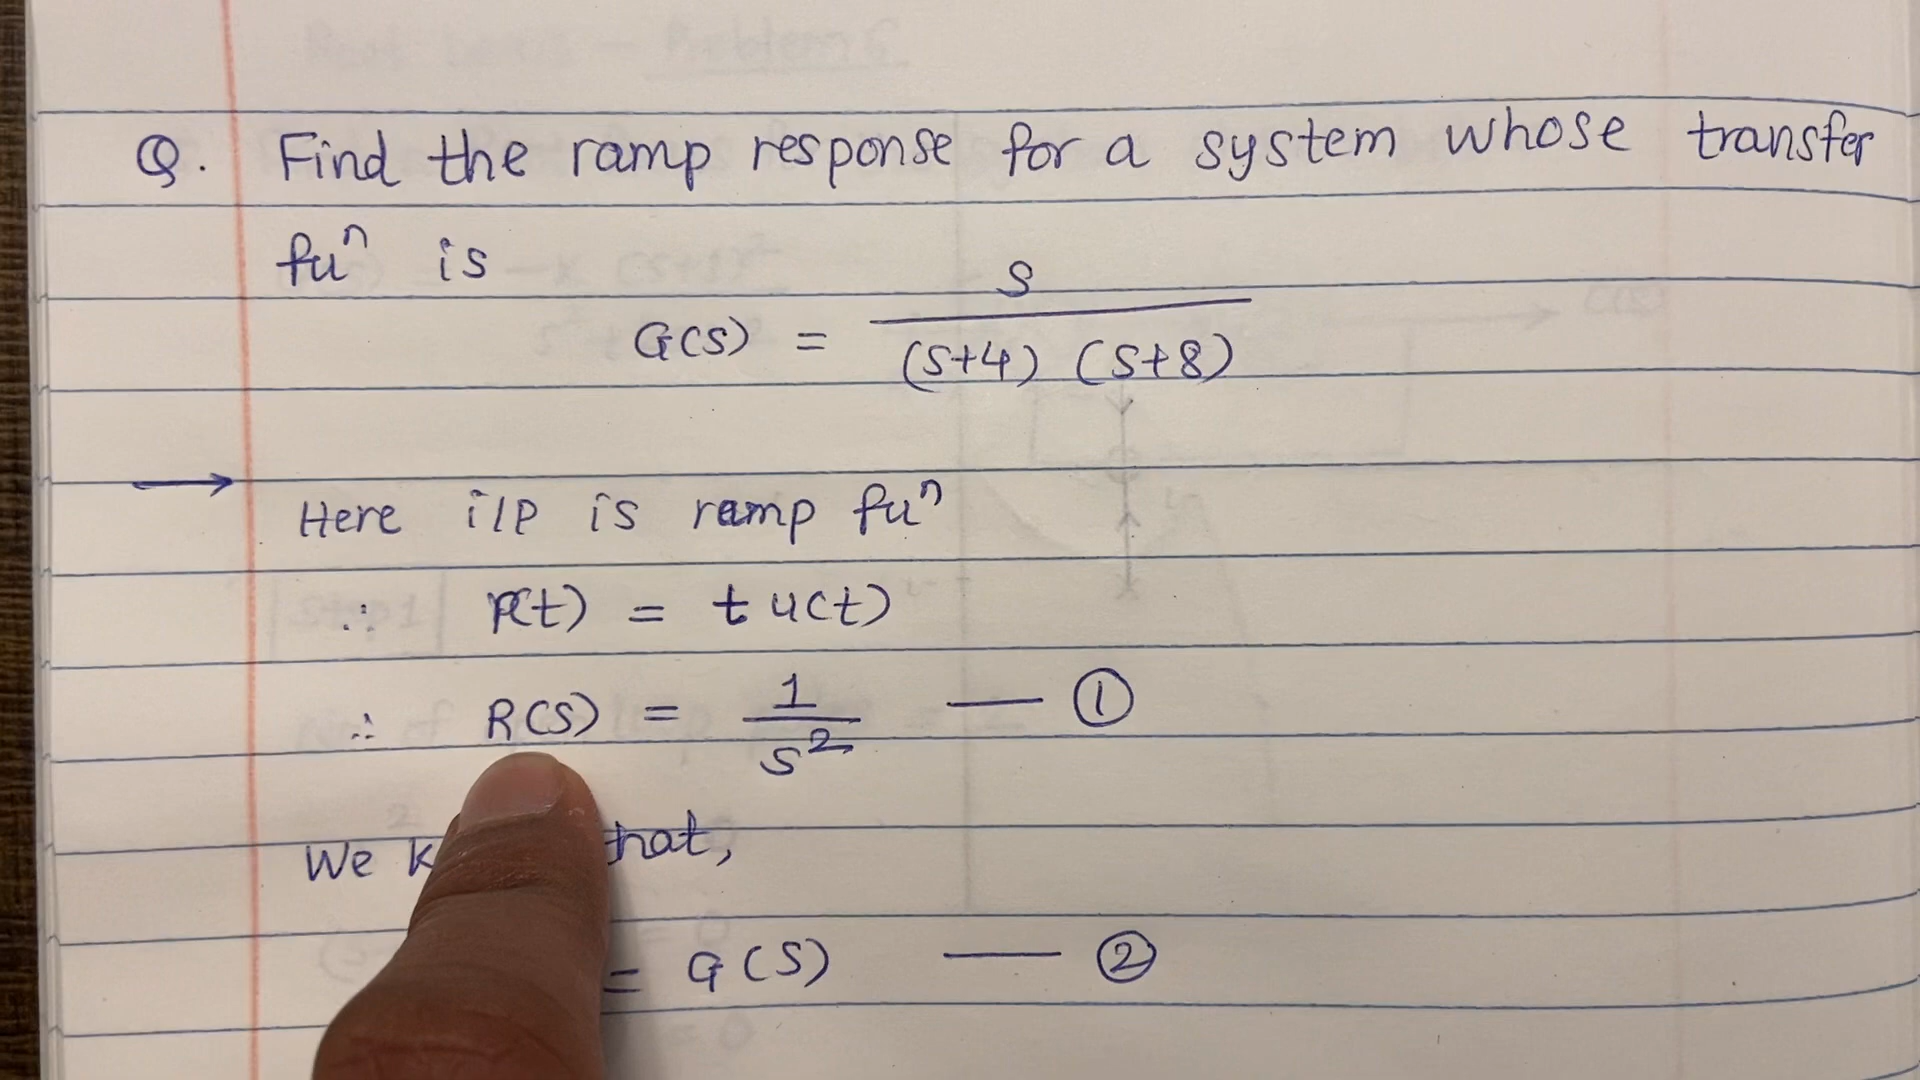 Q. Find the ramp response for a system whose transfer
fuⁿ is
G(s) = s / (s+4) (s+8)
→ Here i/p is ramp fuⁿ
∴ r(t) = t u(t)
∴ R(s) = 1/s² — ①
We that,
= G(s) — ②